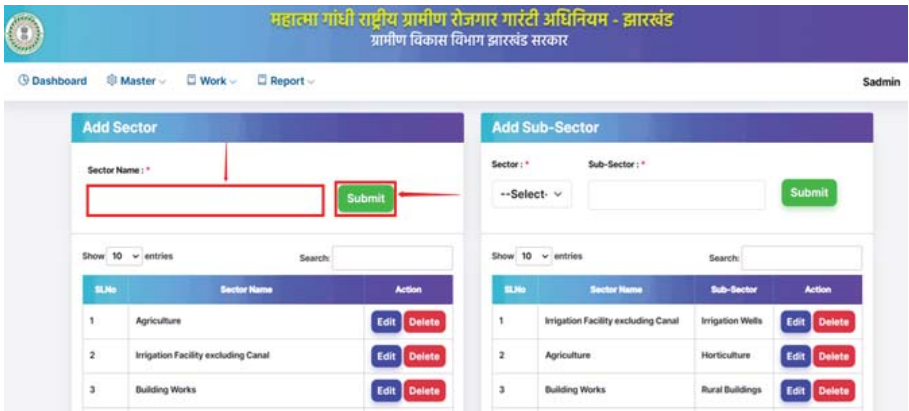 महात्मा गांधी राष्ट्रीय ग्रामीण रोजगार गारंटी अधिनियम - झारखंड
ग्रामीण विकास विभाग झारखंड सरकार
Dashboard Master Work Report Sadmin
Add Sector
Sector Name : *
Submit
Show 10 entries Search:
SLNo Sector Name Action
1 Agriculture Edit Delete
2 Irrigation Facility excluding Canal Edit Delete
3 Building Works Edit Delete
Add Sub-Sector
Sector : * Sub-Sector : *
--Select- Submit
Show 10 entries Search:
SLNo Sector Name Sub-Sector Action
1 Irrigation Facility excluding Canal Irrigation Wells Edit Delete
2 Agriculture Horticulture Edit Delete
3 Building Works Rural Buildings Edit Delete